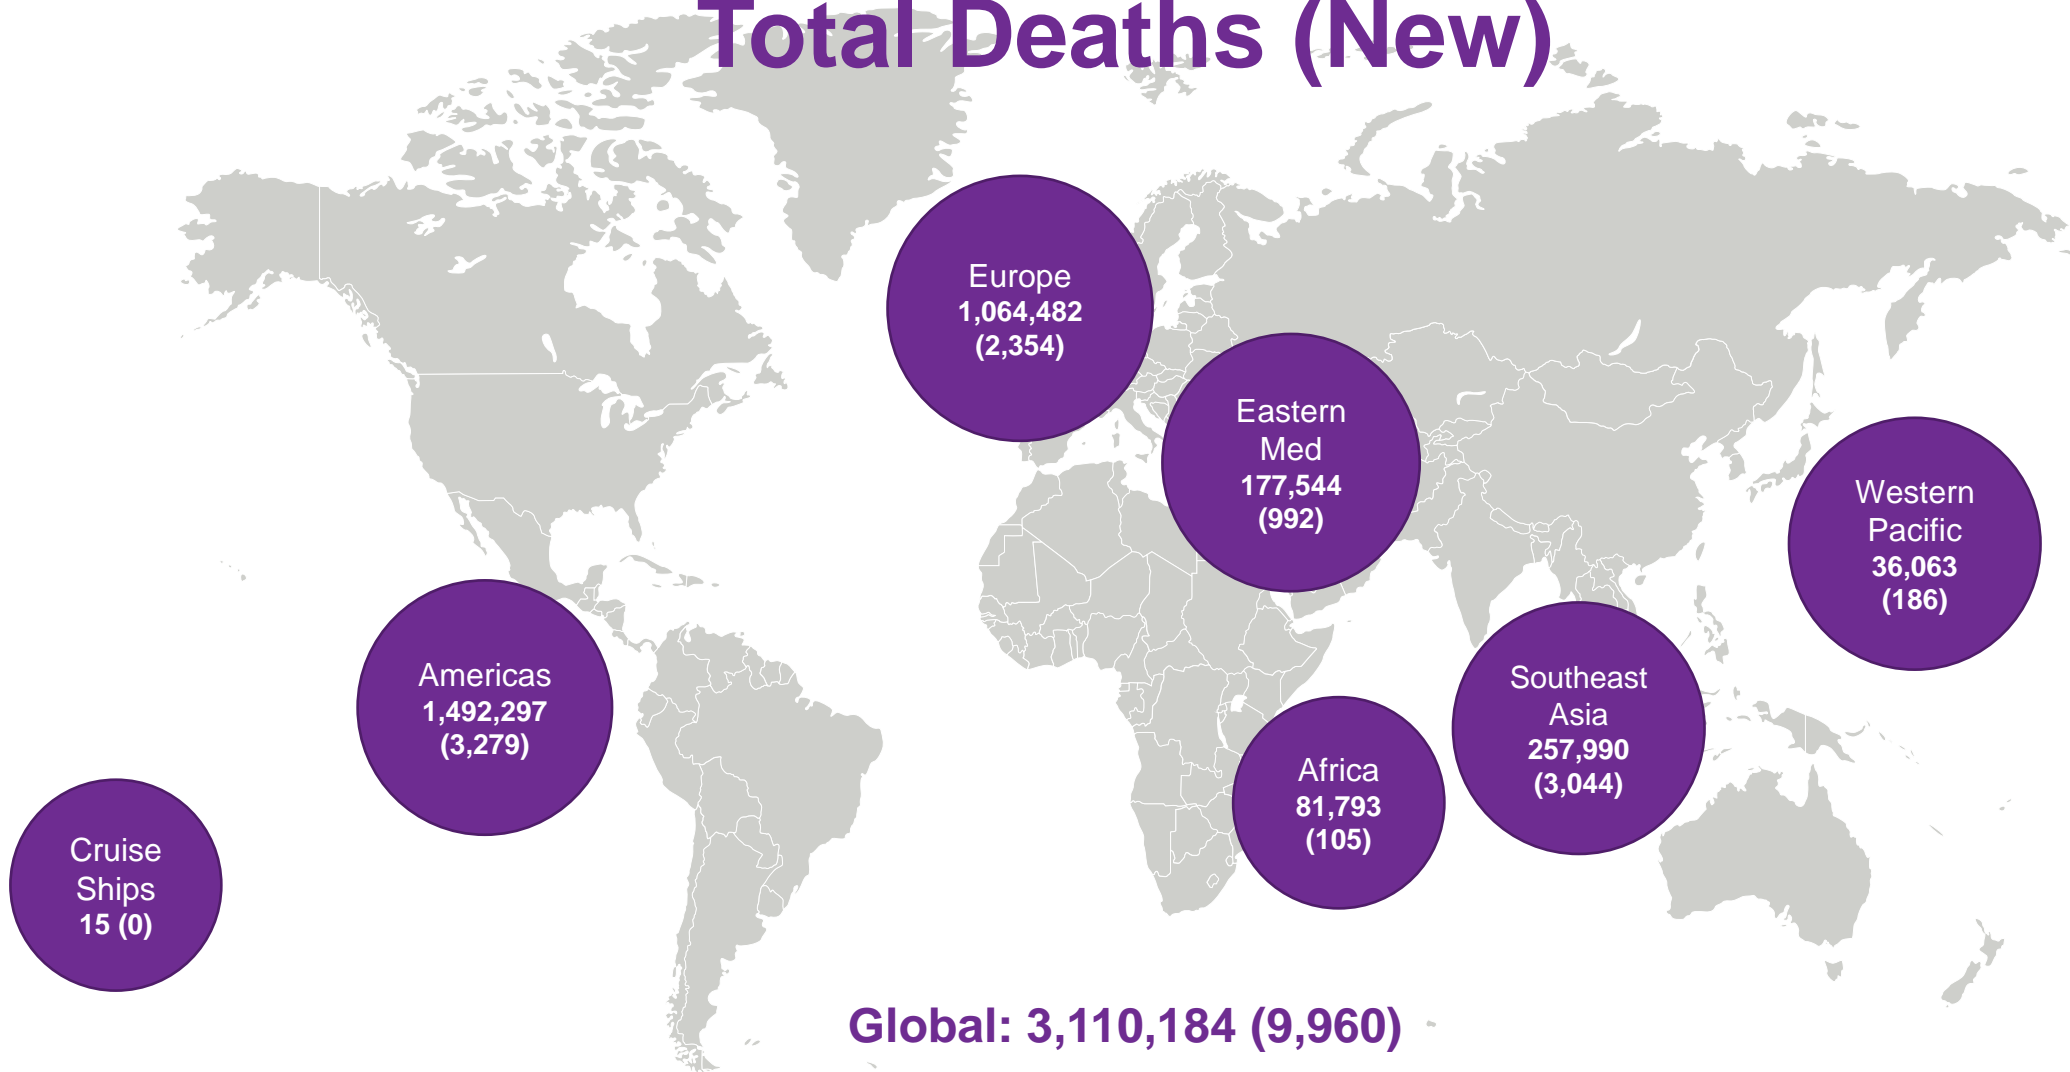 Total Deaths (New)
Europe
1,064,482
(2,354)
Eastern
Med
177,544
(992)
Western
Pacific
36,063
(186)
Americas
1,492,297
(3,279)
Southeast
Asia
257,990
(3,044)
Africa
81,793
(105)
Cruise
Ships
15 (0)
Global: 3,110,184 (9,960)